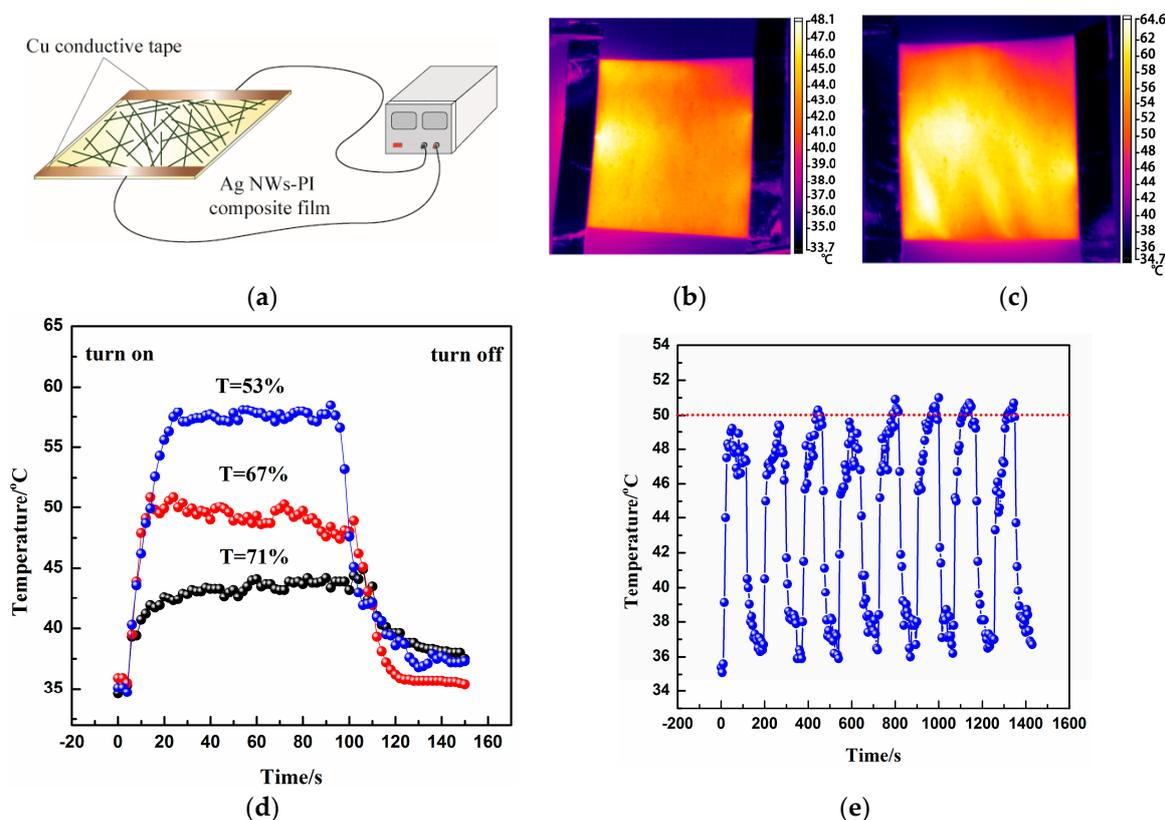 Cu conductive tape
Ag NWs-PI
composite film
(a)
48.1
47.0
46.0
45.0
44.0
43.0
42.0
41.0
40.0
39.0
38.0
37.0
36.0
35.0
33.7
℃
(b)
64.6
62
60
58
56
54
52
50
48
46
44
42
40
38
36
34.7
℃
(c)
65
60
55
50
45
40
35
Temperature/°C
turn on
turn off
T=53%
T=67%
T=71%
-20 0 20 40 60 80 100 120 140 160
Time/s
(d)
54
52
50
48
46
44
42
40
38
36
34
Temperature/°C
-200 0 200 400 600 800 1000 1200 1400 1600
Time/s
(e)